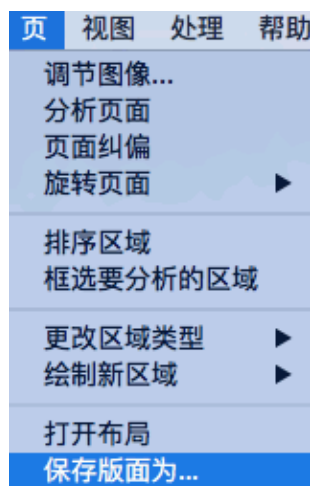 页 视图 处理 帮助
调节图像...
分析页面
页面纠偏
旋转页面
排序区域
框选要分析的区域
更改区域类型
绘制新区域
打开布局
保存版面为...